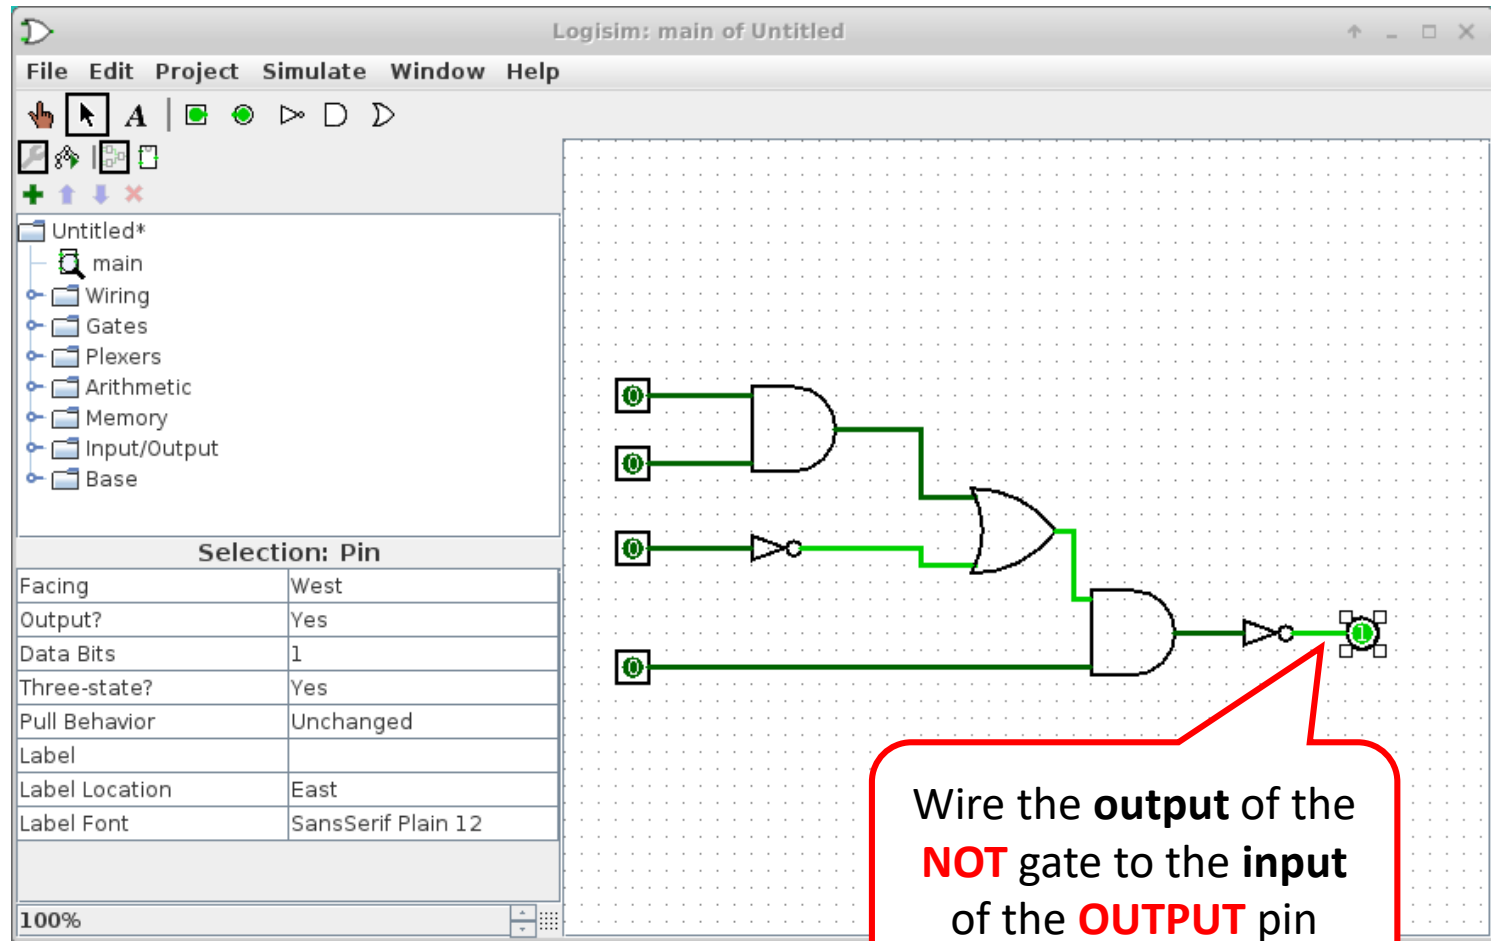 Logisim: main of Untitled
File Edit Project Simulate Window Help
A
Untitled*
main
Wiring
Gates
Plexers
Arithmetic
Memory
Input/Output
Base
Selection: Pin
Facing West
Output? Yes
Data Bits 1
Three-state? Yes
Pull Behavior Unchanged
Label
Label Location East
Label Font SansSerif Plain 12
100%
0
0
0
0
1
Wire the output of the
NOT gate to the input
of the OUTPUT pin